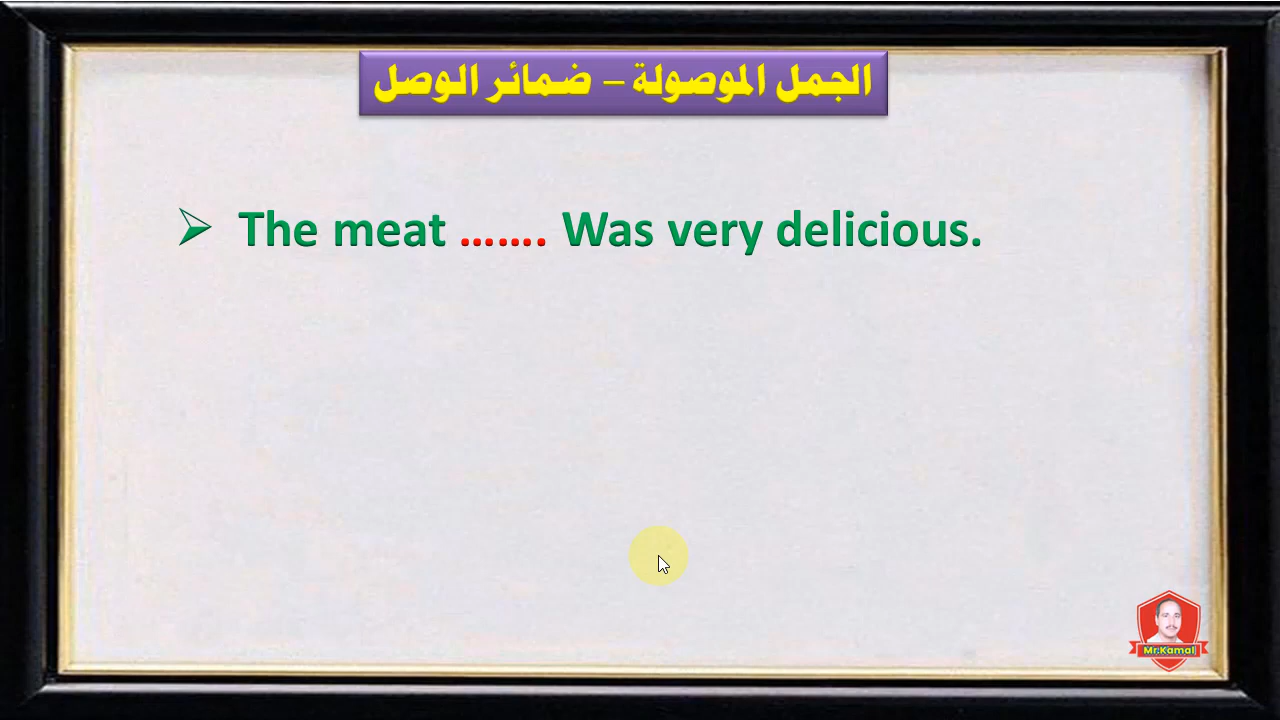 الجمل الموصولة – ضمائر الوصل
➢ The meat ....... Was very delicious.
Mr.Kamal